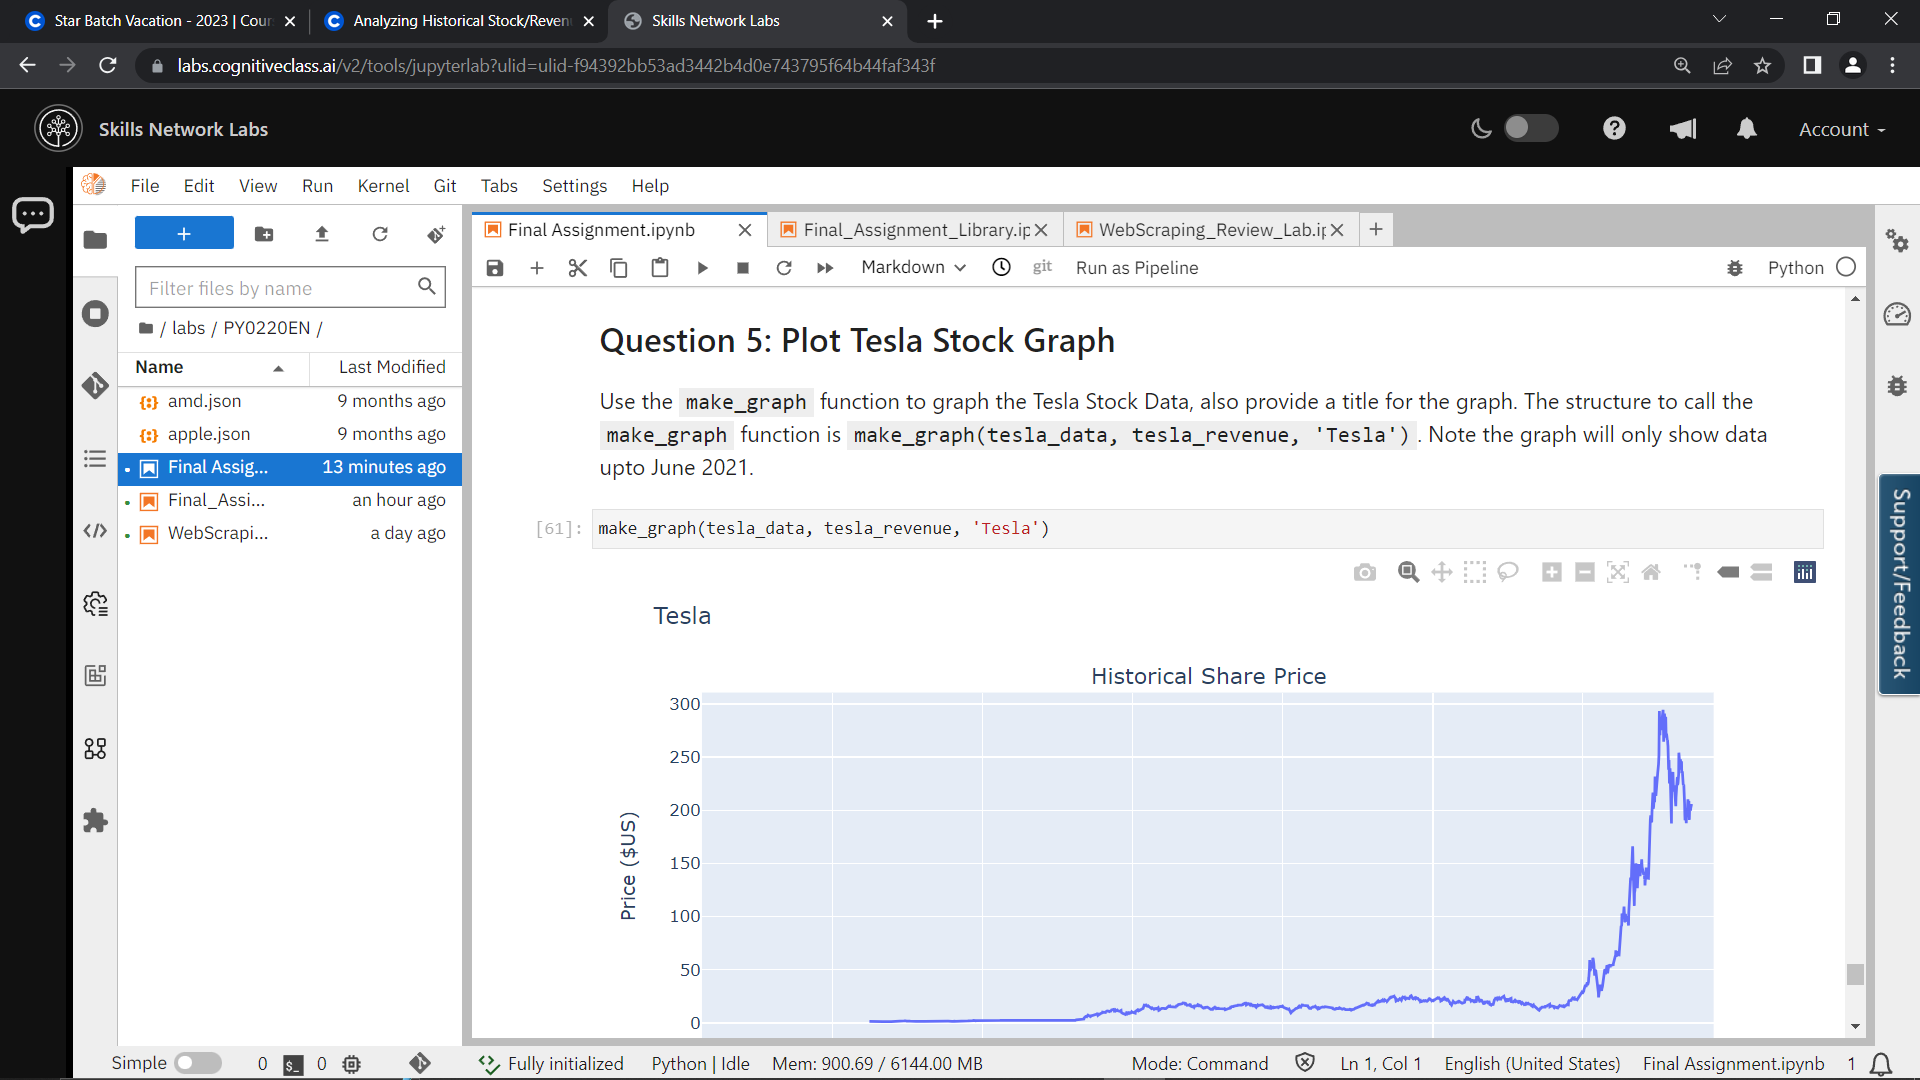 Star Batch Vacation - 2023 | Cour
Analyzing Historical Stock/Reven
Skills Network Labs
labs.cognitiveclass.ai/v2/tools/jupyterlab?ulid=ulid-f94392bb53ad3442b4d0e743795f64b44faf343f
Skills Network Labs
Account
File Edit View Run Kernel Git Tabs Settings Help
Final Assignment.ipynb
Final_Assignment_Library.ip
WebScraping_Review_Lab.ip
Markdown
git
Run as Pipeline
Python
Filter files by name
/ labs / PY0220EN /
Name Last Modified
amd.json 9 months ago
apple.json 9 months ago
Final Assig... 13 minutes ago
Final_Assi... an hour ago
WebScrapi... a day ago
Question 5: Plot Tesla Stock Graph
Use the make_graph function to graph the Tesla Stock Data, also provide a title for the graph. The structure to call the
make_graph function is make_graph(tesla_data, tesla_revenue, 'Tesla'). Note the graph will only show data
upto June 2021.
[61]: make_graph(tesla_data, tesla_revenue, 'Tesla')
Tesla
Historical Share Price
300
250
200
150
100
50
0
Price ($US)
Support/Feedback
Simple 0 $_ 0 Fully initialized Python | Idle Mem: 900.69 / 6144.00 MB Mode: Command Ln 1, Col 1 English (United States) Final Assignment.ipynb 1